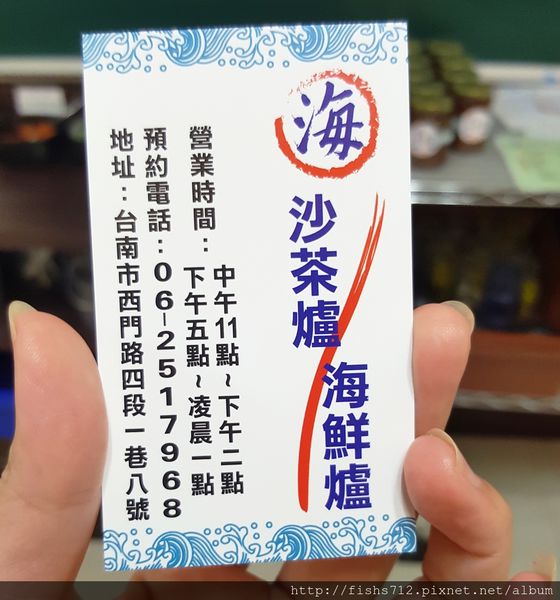 海
沙茶爐
海鮮爐
營業時間：
中午11點~下午二點
下午五點~凌晨一點
預約電話：06-2517968
地址：台南市西門路四段一巷八號
http://fishs712.pixnet.net/album